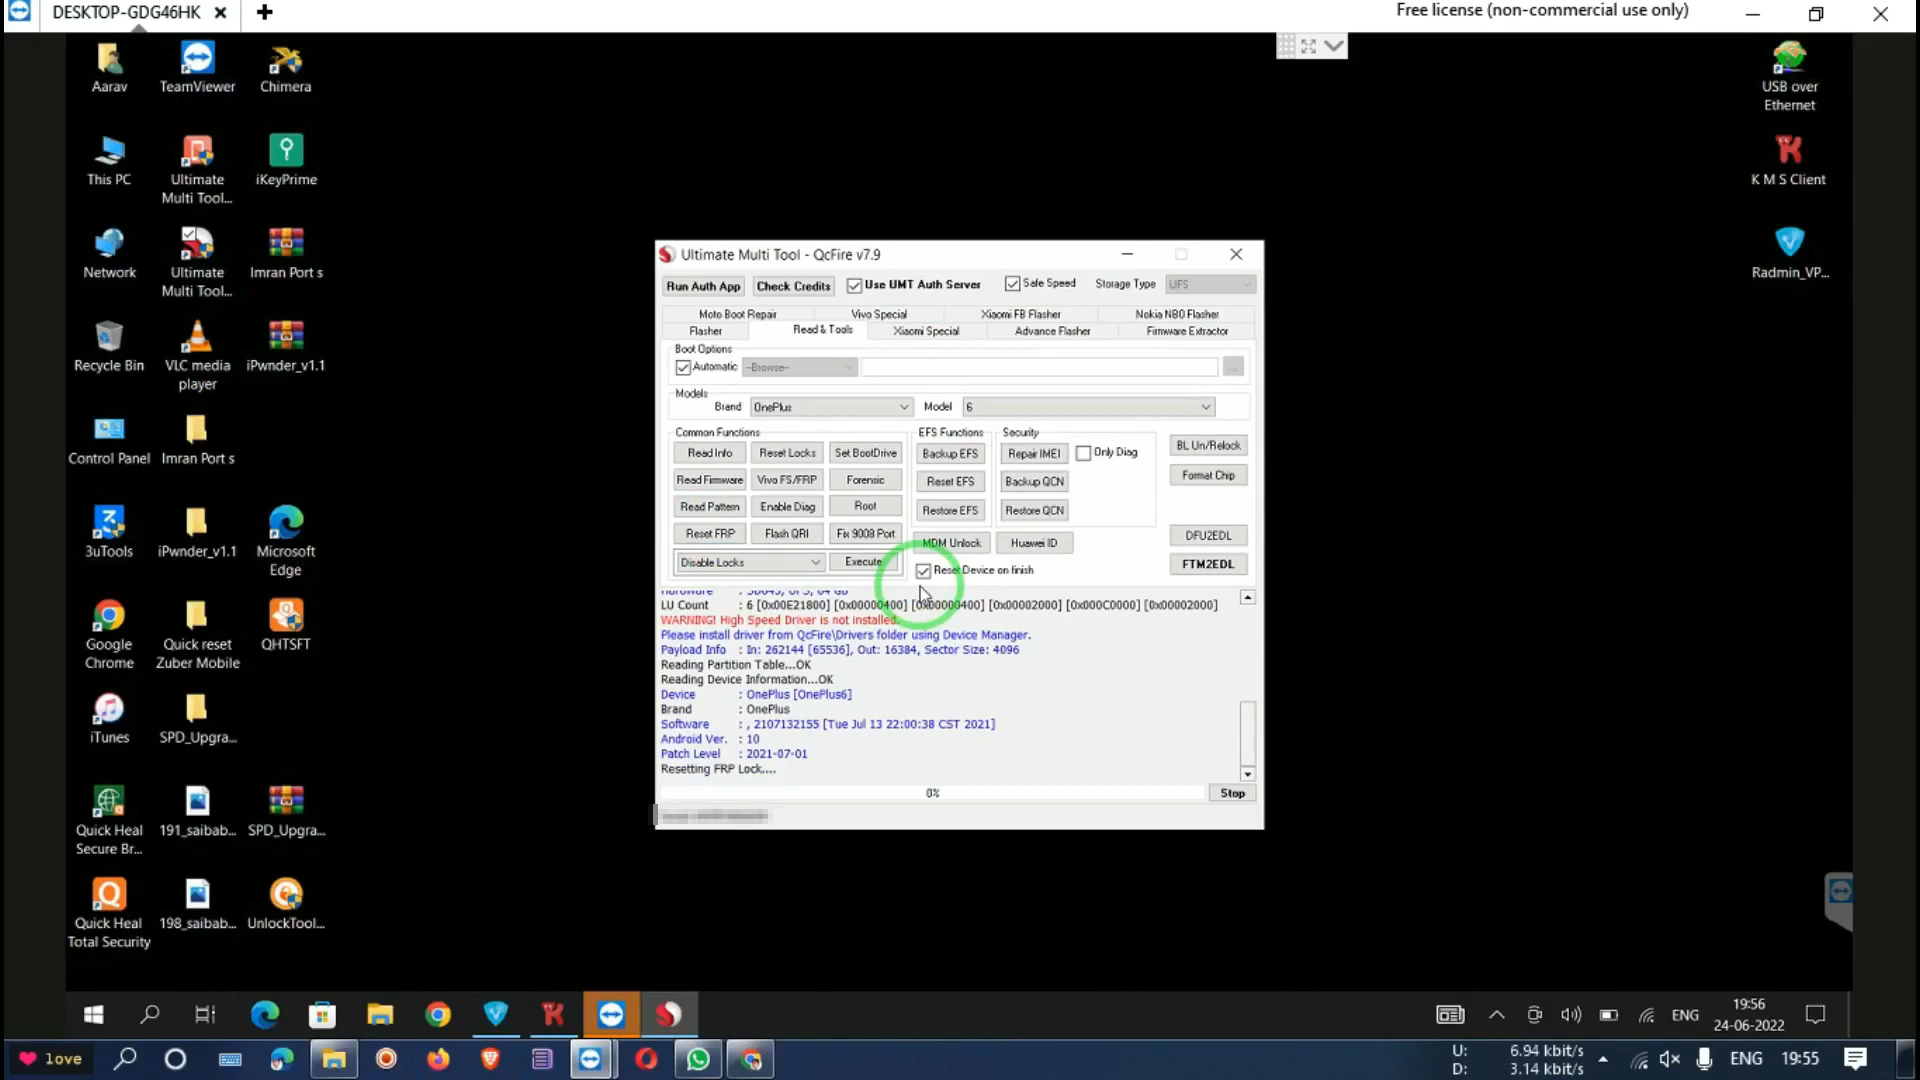 DESKTOP-GDG46HK
Free license (non-commercial use only)
Aarav
TeamViewer
Chimera
USB over
Ethernet
This PC
Ultimate
Multi Tool...
iKeyPrime
K M S Client
Network
Ultimate
Multi Tool...
Imran Port s
Radmin_VP...
Recycle Bin
VLC media
player
iPwnder_v1.1
Control Panel
Imran Port s
3uTools
iPwnder_v1.1
Microsoft
Edge
Google
Chrome
Quick reset
Zuber Mobile
QHTSFT
iTunes
SPD_Upgra...
Quick Heal
Secure Br...
191_saibab...
SPD_Upgra...
Quick Heal
Total Security
198_saibab...
UnlockTool...
Ultimate Multi Tool - QcFire v7.9
Run Auth App
Check Credits
Use UMT Auth Server
Safe Speed
Storage Type
UFS
Moto Boot Repair
Vivo Special
Xiaomi FB Flasher
Nokia NB0 Flasher
Flasher
Read & Tools
Xiaomi Special
Advance Flasher
Firmware Extractor
Boot Options
Automatic
--Browse--
...
Models
Brand
OnePlus
Model
6
Common Functions
EFS Functions
Security
Read Info
Reset Locks
Set BootDrive
Backup EFS
Repair IMEI
Only Diag
BL Un/Relock
Read Firmware
Vivo FS/FRP
Forensic
Reset EFS
Backup QCN
Format Chip
Read Pattern
Enable Diag
Root
Restore EFS
Restore QCN
Reset FRP
Flash QRI
Fix 9008 Port
MDM Unlock
Huawei ID
DFU2EDL
Disable Locks
Execute
Reset Device on finish
FTM2EDL
LU Count : 6 [0x00E21800] [0x00000400] [0x00000400] [0x00002000] [0x000C0000] [0x00002000]
WARNING! High Speed Driver is not installed.
Please install driver from QcFire\Drivers folder using Device Manager.
Payload Info : In: 262144 [65536], Out: 16384, Sector Size: 4096
Reading Partition Table...OK
Reading Device Information...OK
Device : OnePlus [OnePlus6]
Brand : OnePlus
Software : , 2107132155 [Tue Jul 13 22:00:38 CST 2021]
Android Ver. : 10
Patch Level : 2021-07-01
Resetting FRP Lock....
0%
Stop
ENG
19:56
24-06-2022
love
U: 6.94 kbit/s
D: 3.14 kbit/s
ENG
19:55